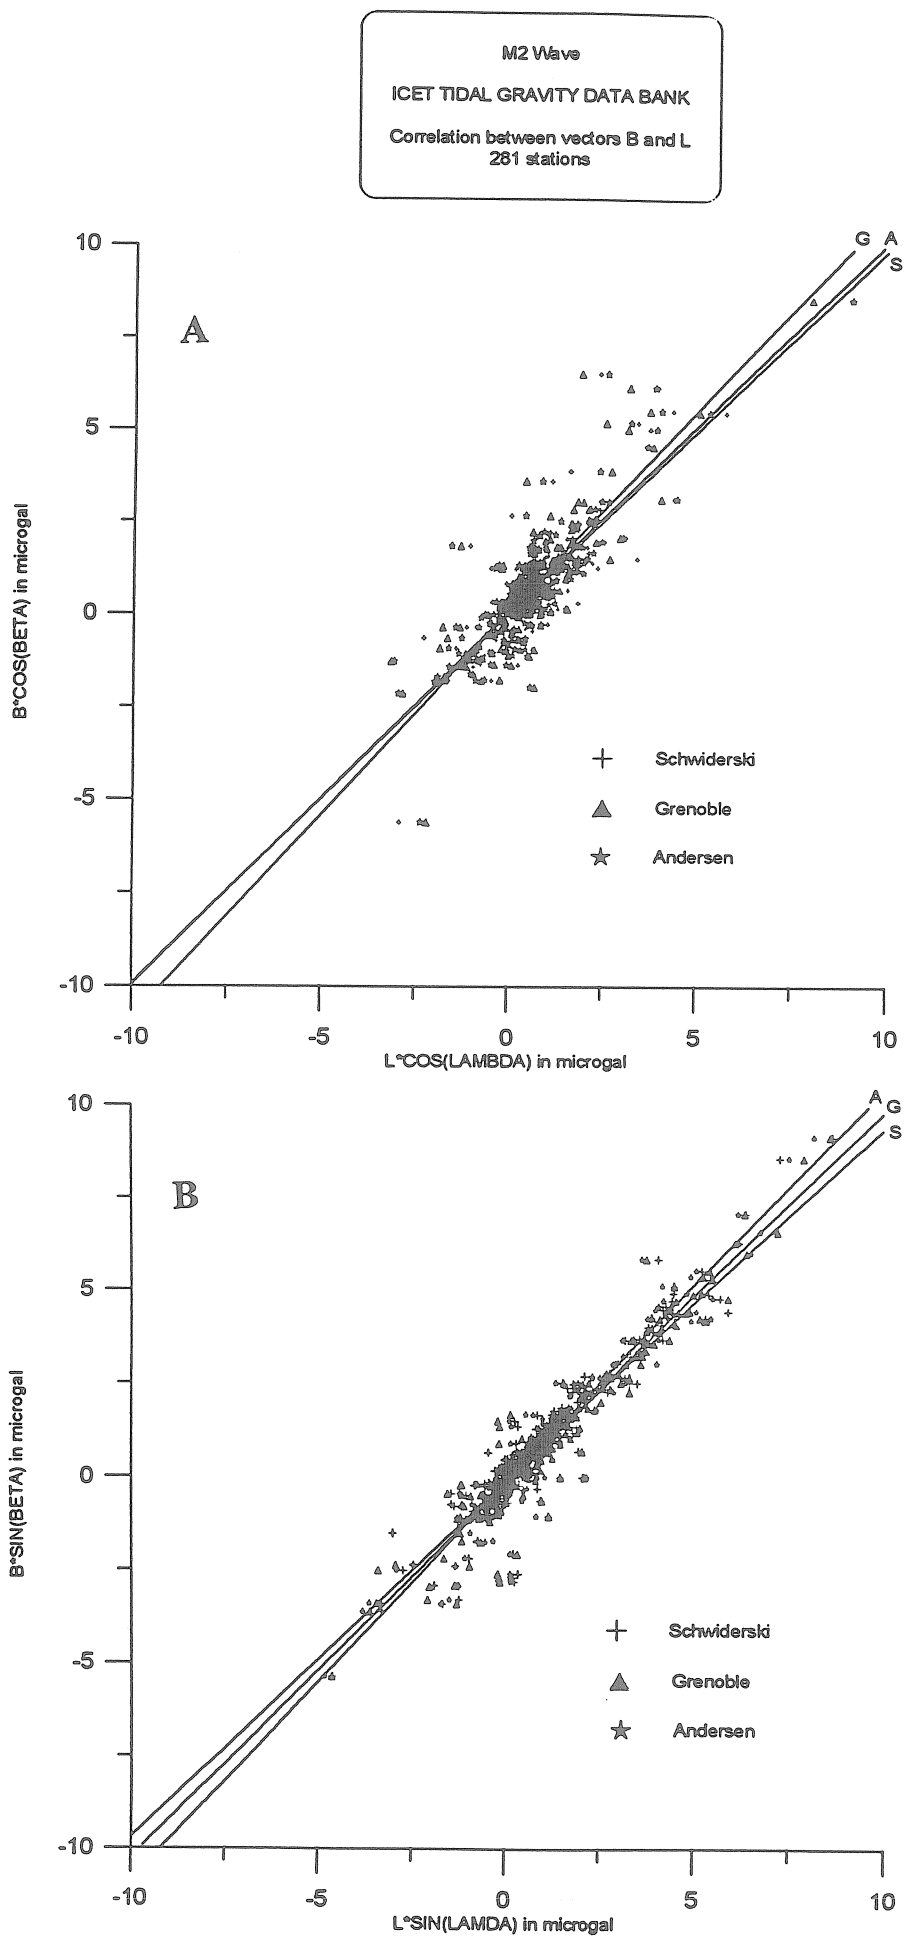 M2 Wave
ICET TIDAL GRAVITY DATA BANK
Correlation between vectors B and L
281 stations
G A
S
10
A
5
0
-5
-10
B*COS(BETA) in microgal
Schwiderski
Grenoble
Andersen
-10 -5 0 5 10
L*COS(LAMBDA) in microgal
A G
S
10
B
5
0
-5
-10
B*SIN(BETA) in microgal
Schwiderski
Grenoble
Andersen
-10 -5 0 5 10
L*SIN(LAMDA) in microgal